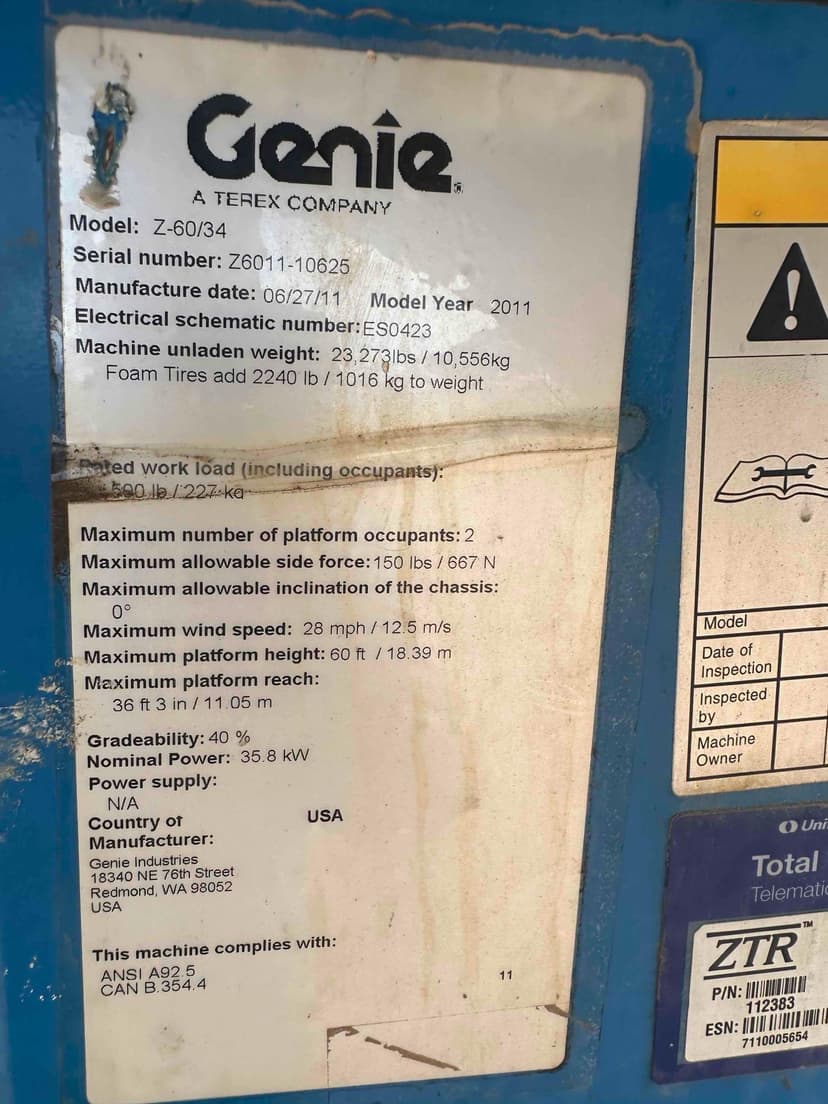 Genie
A TEREX COMPANY
Model: Z-60/34
Serial number: Z6011-10625
Manufacture date: 06/27/11 Model Year 2011
Electrical schematic number: ES0423
Machine unladen weight: 23,273lbs / 10,556kg
Foam Tires add 2240 lb / 1016 kg to weight
Rated work load (including occupants):
500 lb / 227 kg
Maximum number of platform occupants: 2
Maximum allowable side force: 150 lbs / 667 N
Maximum allowable inclination of the chassis:
0°
Maximum wind speed: 28 mph / 12.5 m/s
Maximum platform height: 60 ft / 18.39 m
Maximum platform reach:
36 ft 3 in / 11.05 m
Gradeability: 40 %
Nominal Power: 35.8 kW
Power supply:
N/A
Country of USA
Manufacturer:
Genie Industries
18340 NE 76th Street
Redmond, WA 98052
USA
This machine complies with:
ANSI A92.5
CAN B.354.4
11
Model
Date of
Inspection
Inspected
by
Machine
Owner
Uni
Total
Telemati
ZTR™
P/N:
112383
ESN:
7110005654